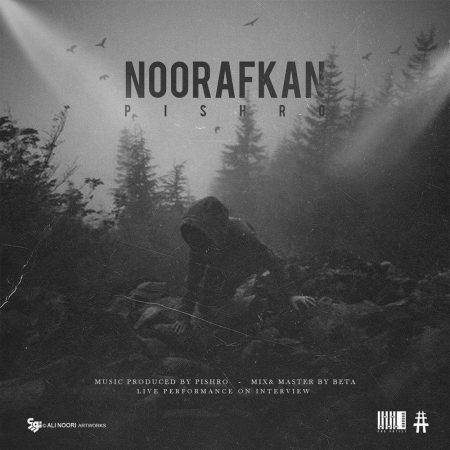 NOORAFKAN
PISHRO
MUSIC PRODUCED BY PISHRO - MIX& MASTER BY BETA
LIVE PERFORMANCE ON INTERVIEW
© ALI NOORI ARTWORKS